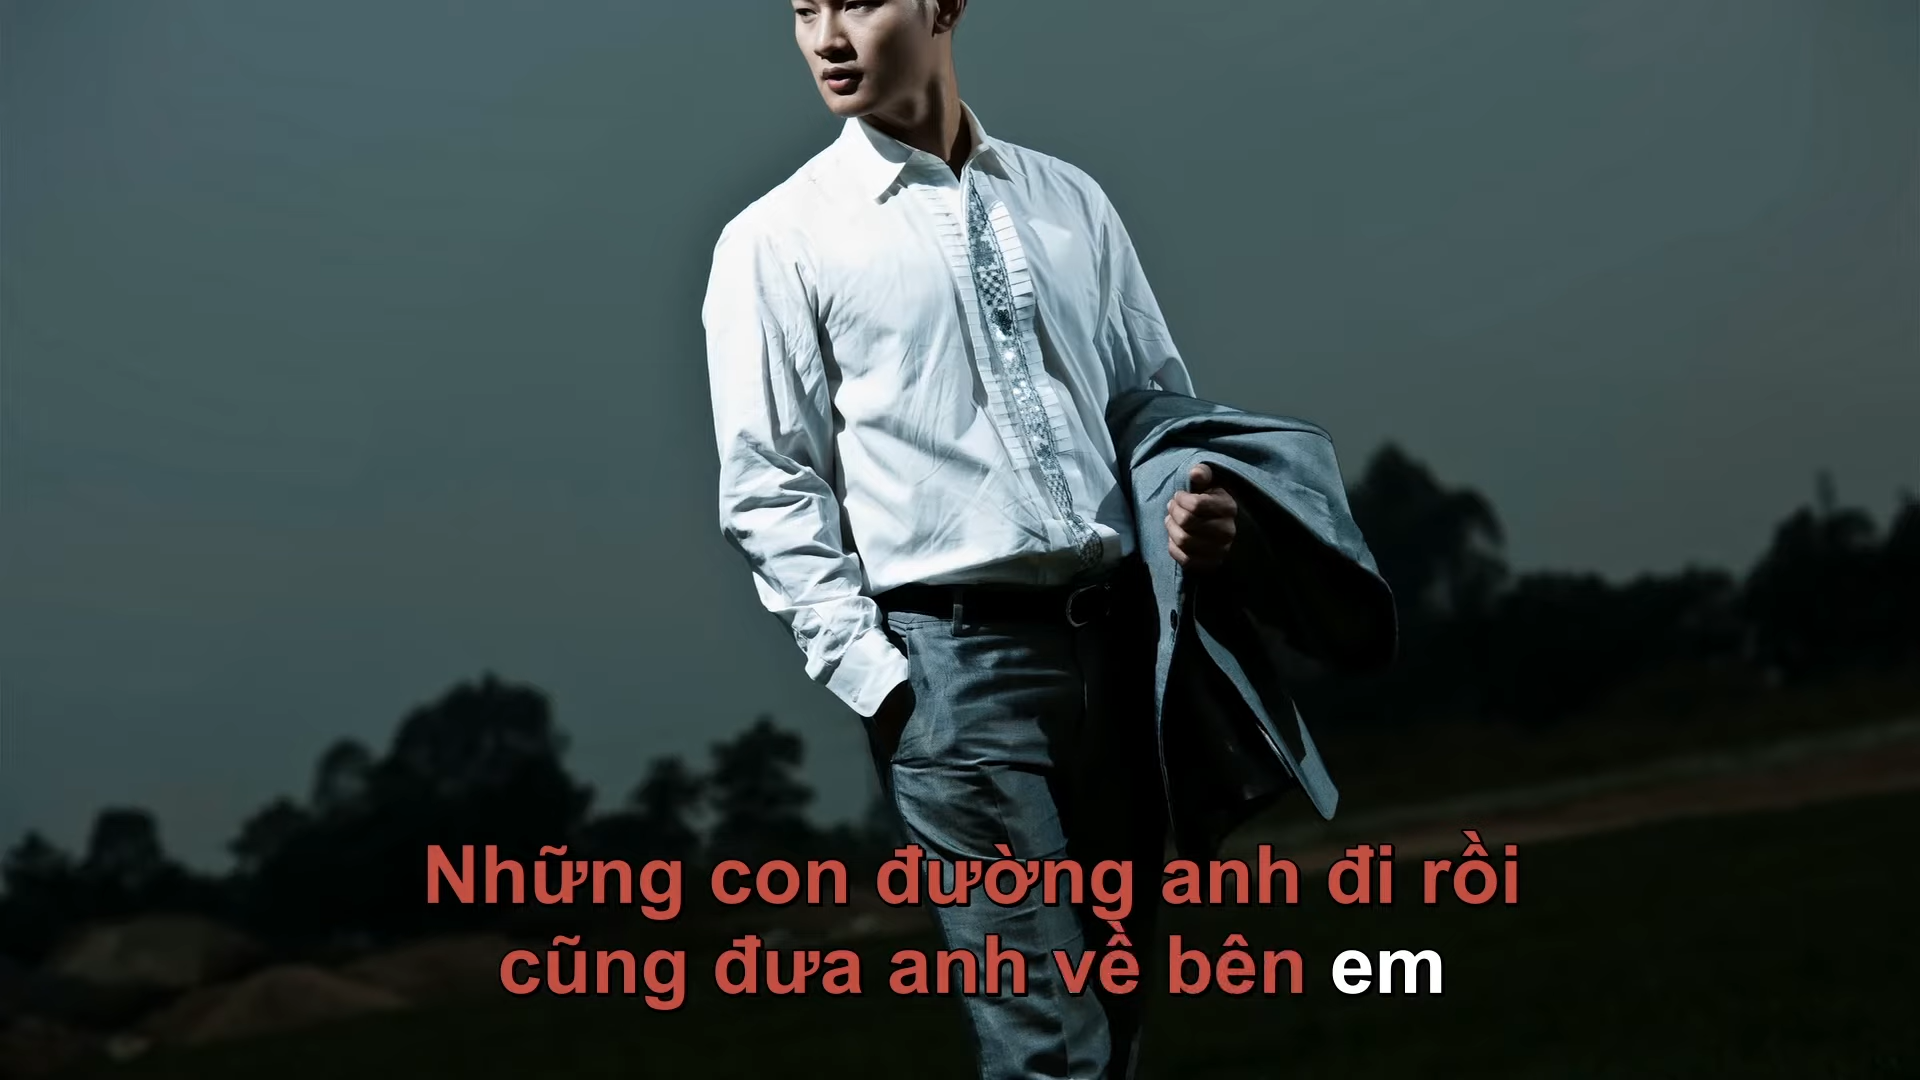 Những con đường anh đi rồi
cũng đưa anh về bên em